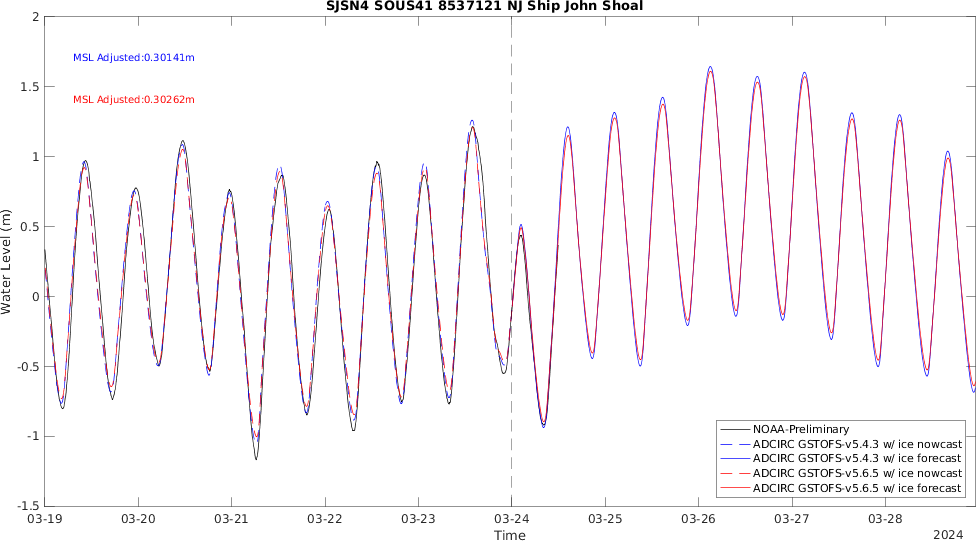 SJSN4 SOUS41 8537121 NJ Ship John Shoal
2
1.5
1
0.5
0
-0.5
-1
-1.5
Water Level (m)
MSL Adjusted:0.30141m
MSL Adjusted:0.30262m
NOAA-Preliminary
ADCIRC GSTOFS-v5.4.3 w/ ice nowcast
ADCIRC GSTOFS-v5.4.3 w/ ice forecast
ADCIRC GSTOFS-v5.6.5 w/ ice nowcast
ADCIRC GSTOFS-v5.6.5 w/ ice forecast
03-19 03-20 03-21 03-22 03-23 03-24 03-25 03-26 03-27 03-28
Time
2024